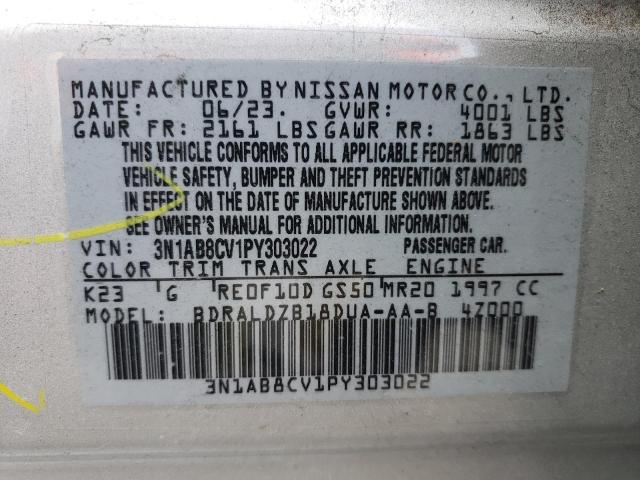 MANUFACTURED BY NISSAN MOTOR CO., LTD.
DATE: 06/23. GVWR: 4001 LBS
GAWR FR: 2161 LBS GAWR RR: 1863 LBS
THIS VEHICLE CONFORMS TO ALL APPLICABLE FEDERAL MOTOR
VEHICLE SAFETY, BUMPER AND THEFT PREVENTION STANDARDS
IN EFFECT ON THE DATE OF MANUFACTURE SHOWN ABOVE.
SEE OWNER'S MANUAL FOR ADDITIONAL INFORMATION.
VIN: 3N1AB8CV1PY303022 PASSENGER CAR.
COLOR TRIM TRANS AXLE ENGINE
K23 G RE0F10D GS50 MR20 1997 CC
MODEL: BDRALDZB18DUA-AA-B 4Z000
3N1AB8CV1PY303022